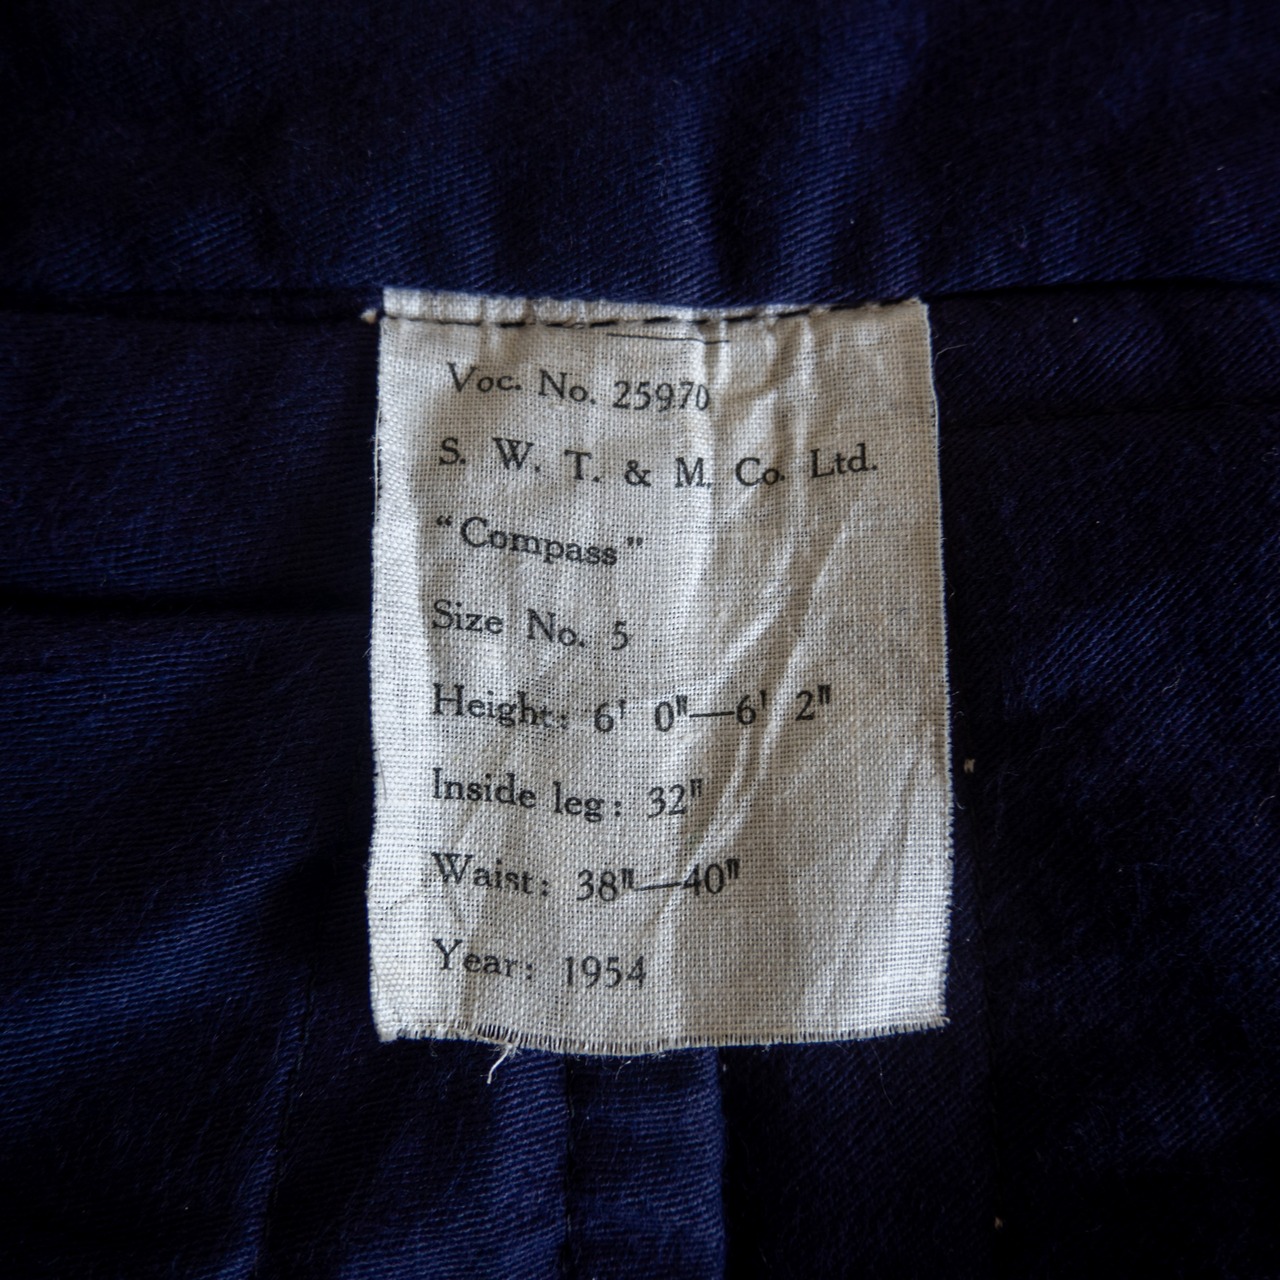 Voc. No. 25970
S. W. T. & M. Co. Ltd.
“Compass”
Size No. 5
Height: 6' 0"—6' 2"
Inside leg: 32"
Waist: 38"—40"
Year: 1954